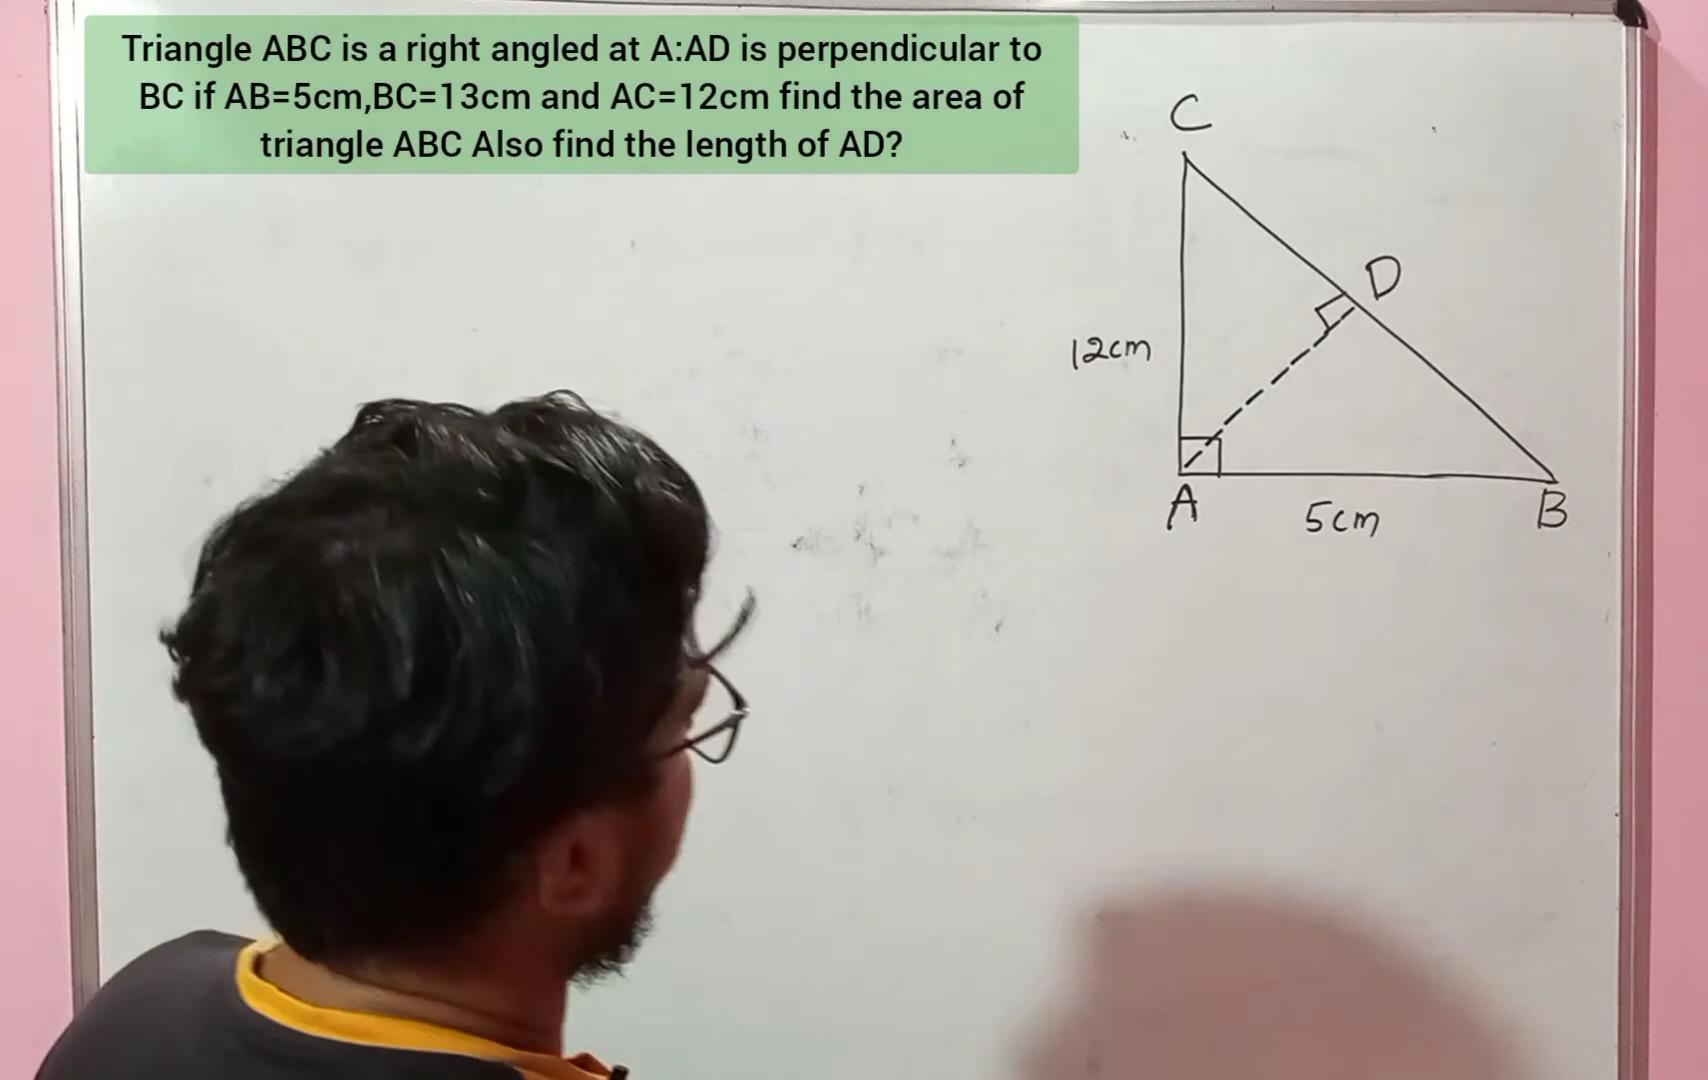 Triangle ABC is a right angled at A:AD is perpendicular to
BC if AB=5cm,BC=13cm and AC=12cm find the area of
triangle ABC Also find the length of AD?
C
D
12cm
A
5cm
B